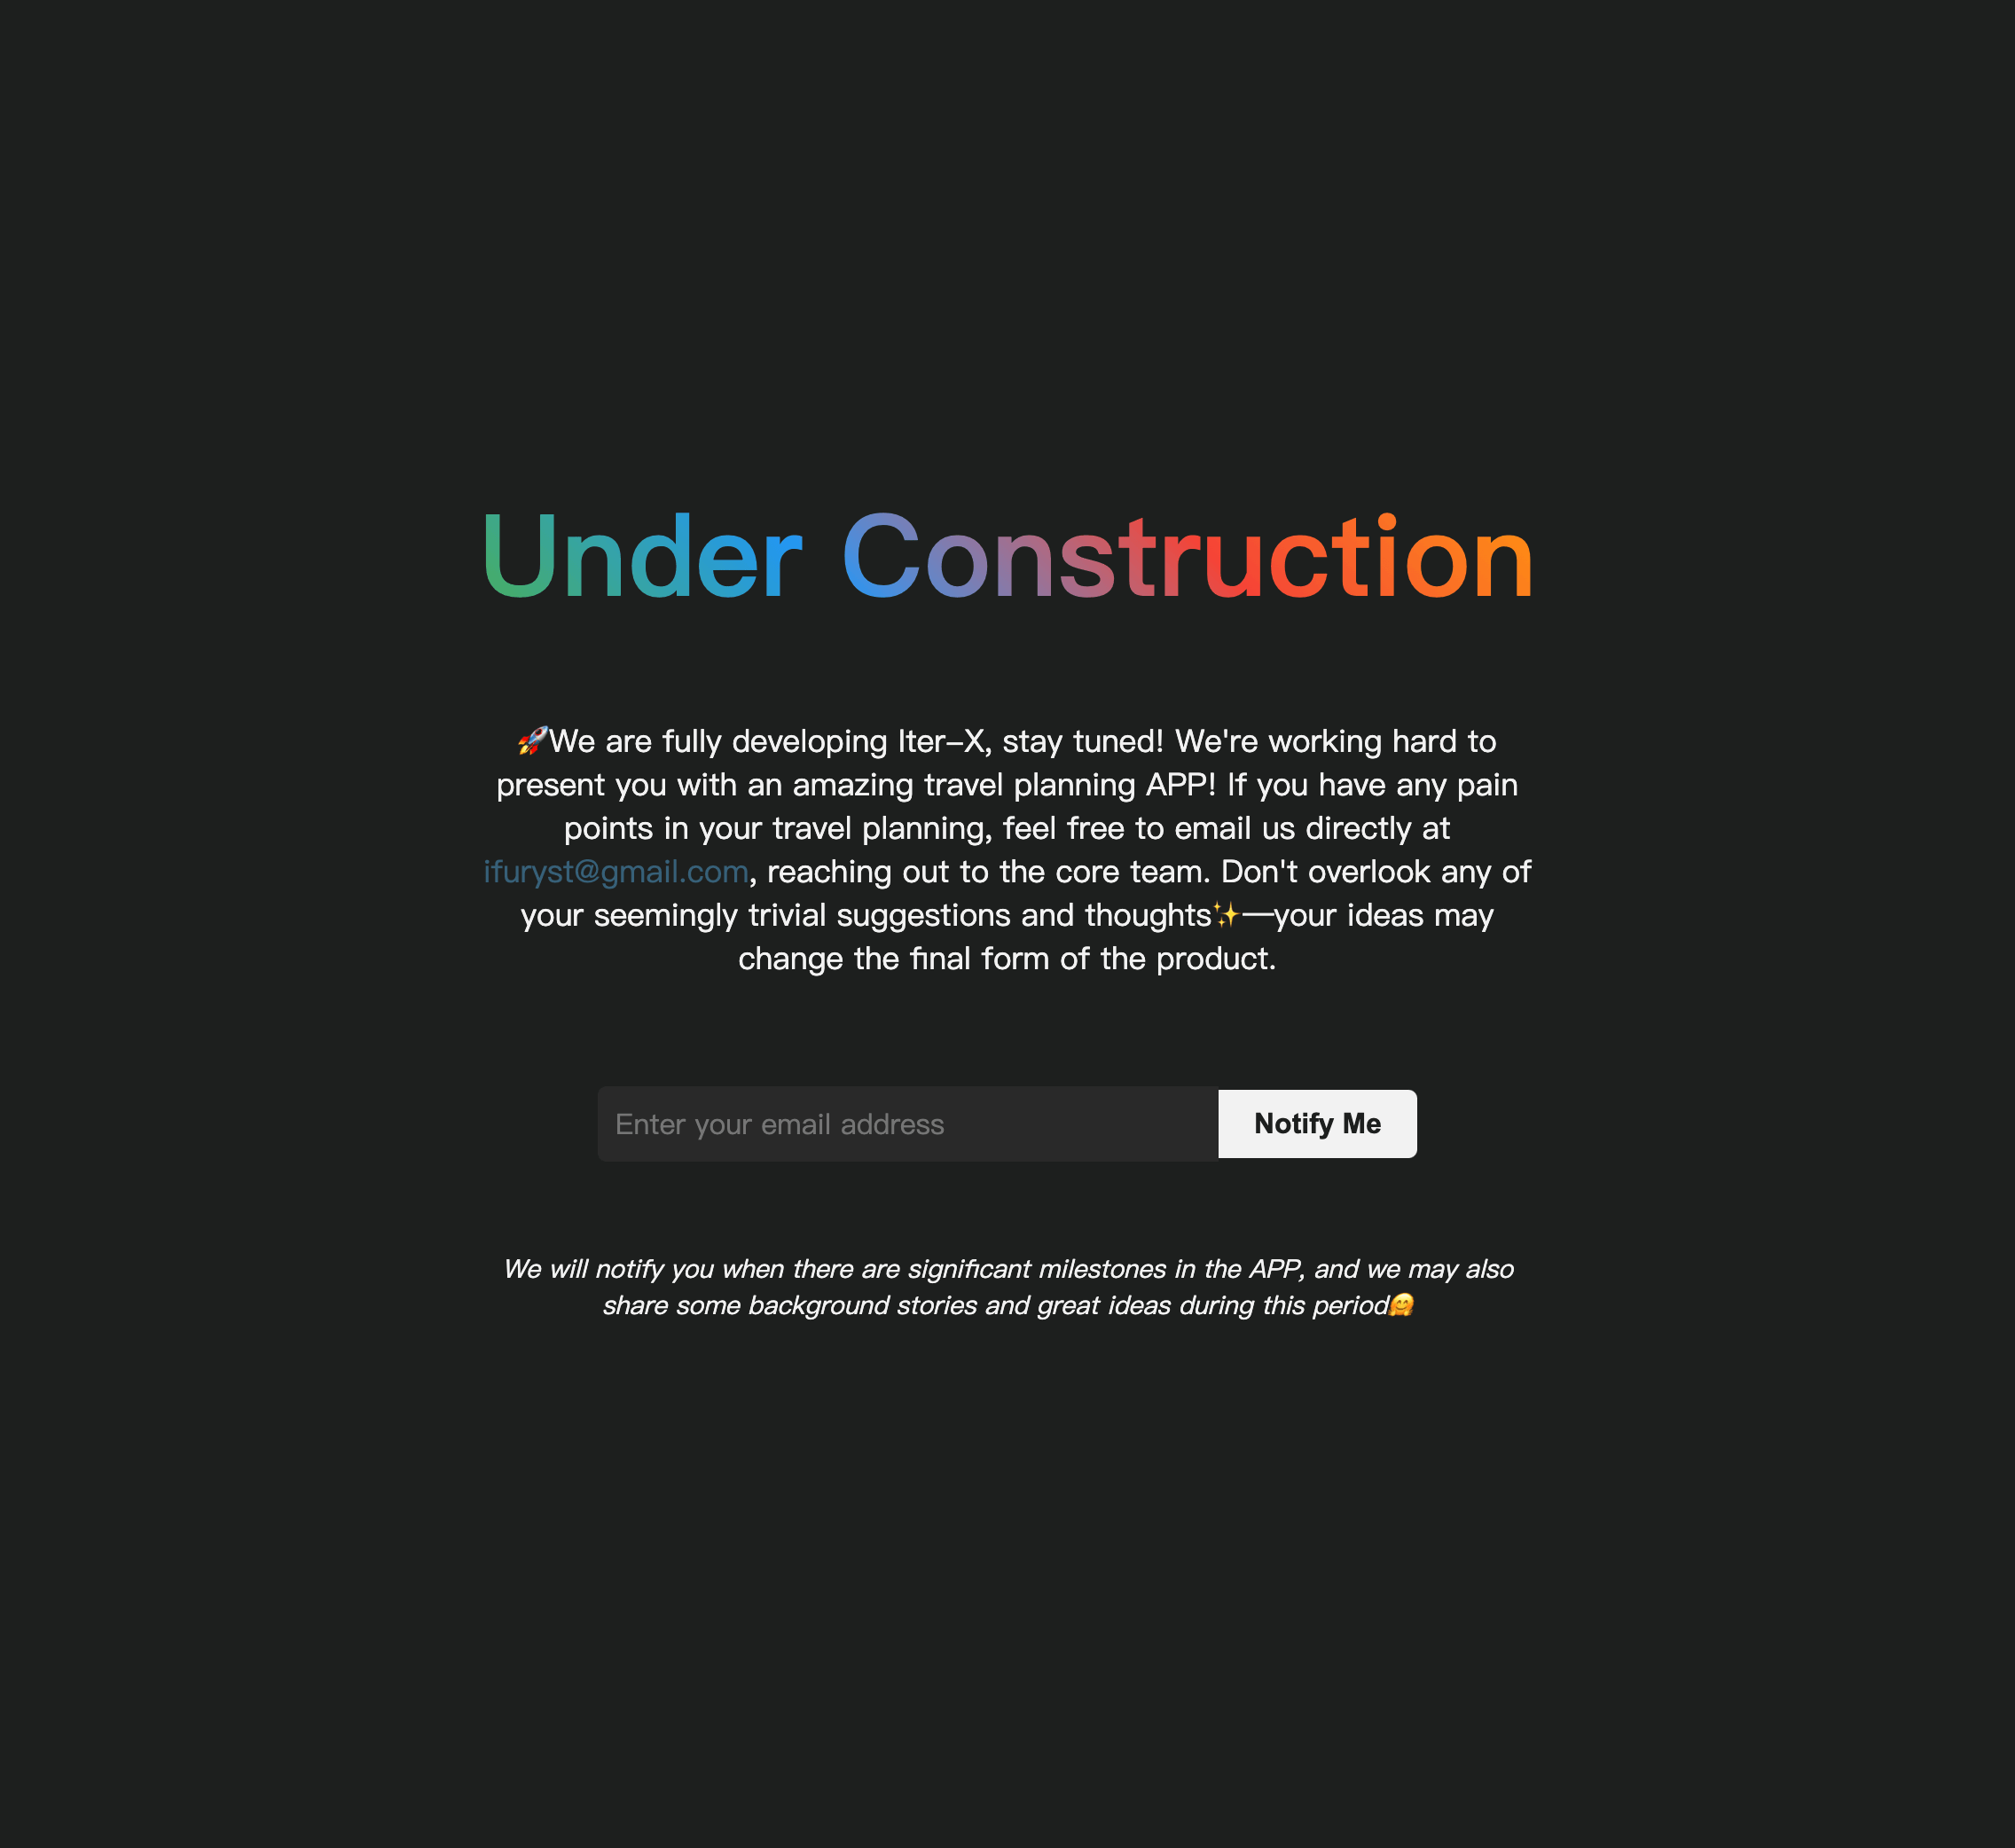 Under Construction
🚀We are fully developing Iter-X, stay tuned! We're working hard to
present you with an amazing travel planning APP! If you have any pain
points in your travel planning, feel free to email us directly at
ifuryst@gmail.com, reaching out to the core team. Don't overlook any of
your seemingly trivial suggestions and thoughts✨—your ideas may
change the final form of the product.
Enter your email address
Notify Me
We will notify you when there are significant milestones in the APP, and we may also
share some background stories and great ideas during this period🤗